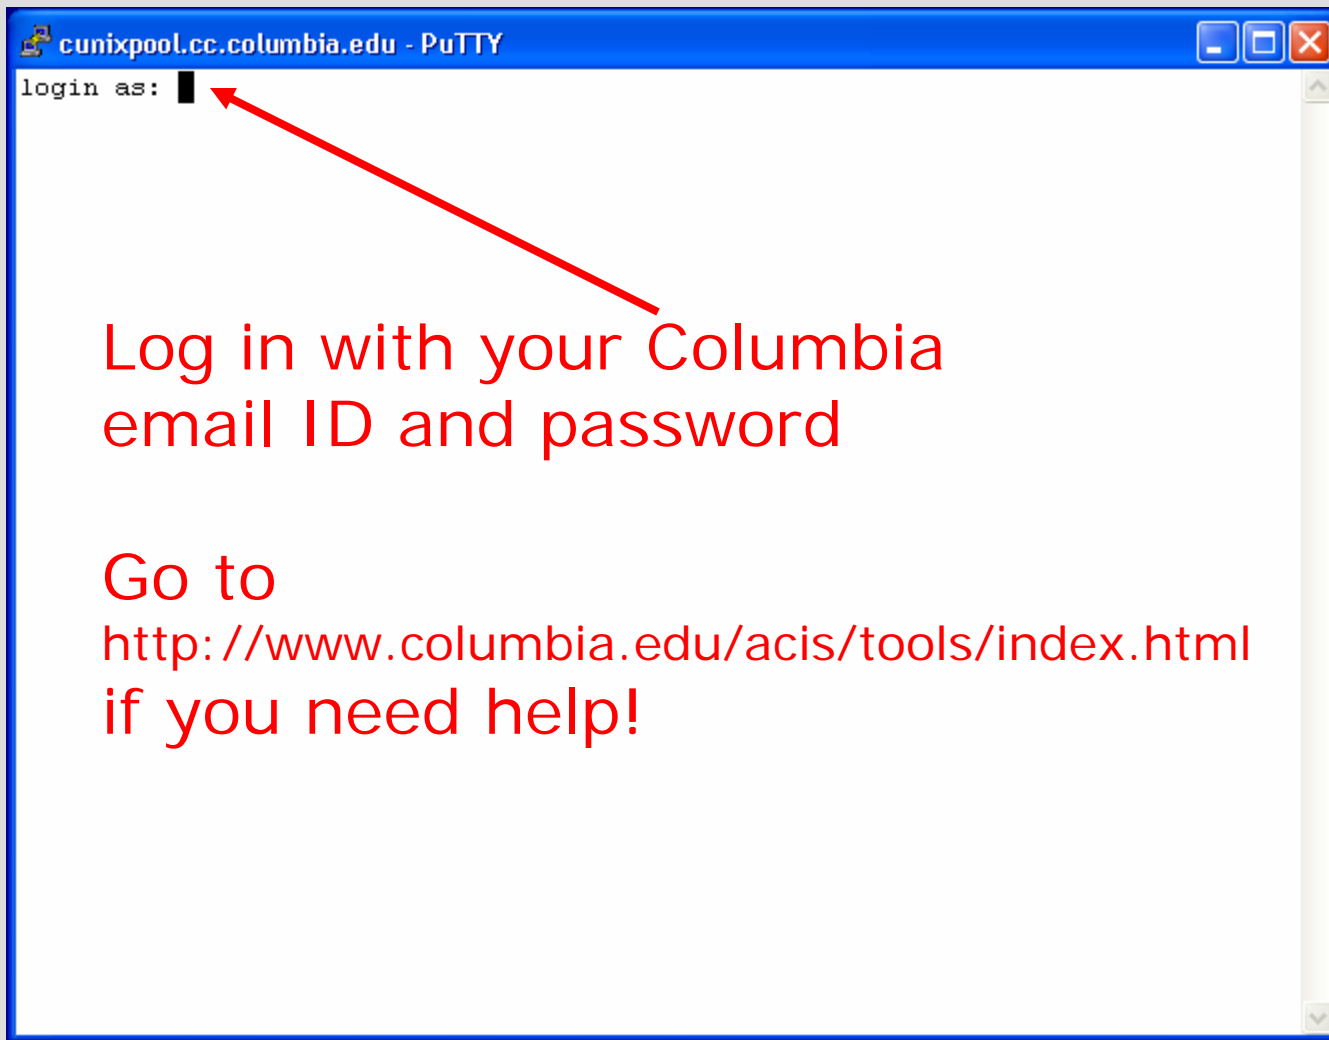 cunixpool.cc.columbia.edu - PuTTY
login as:
Log in with your Columbia
email ID and password
Go to
http://www.columbia.edu/acis/tools/index.html
if you need help!